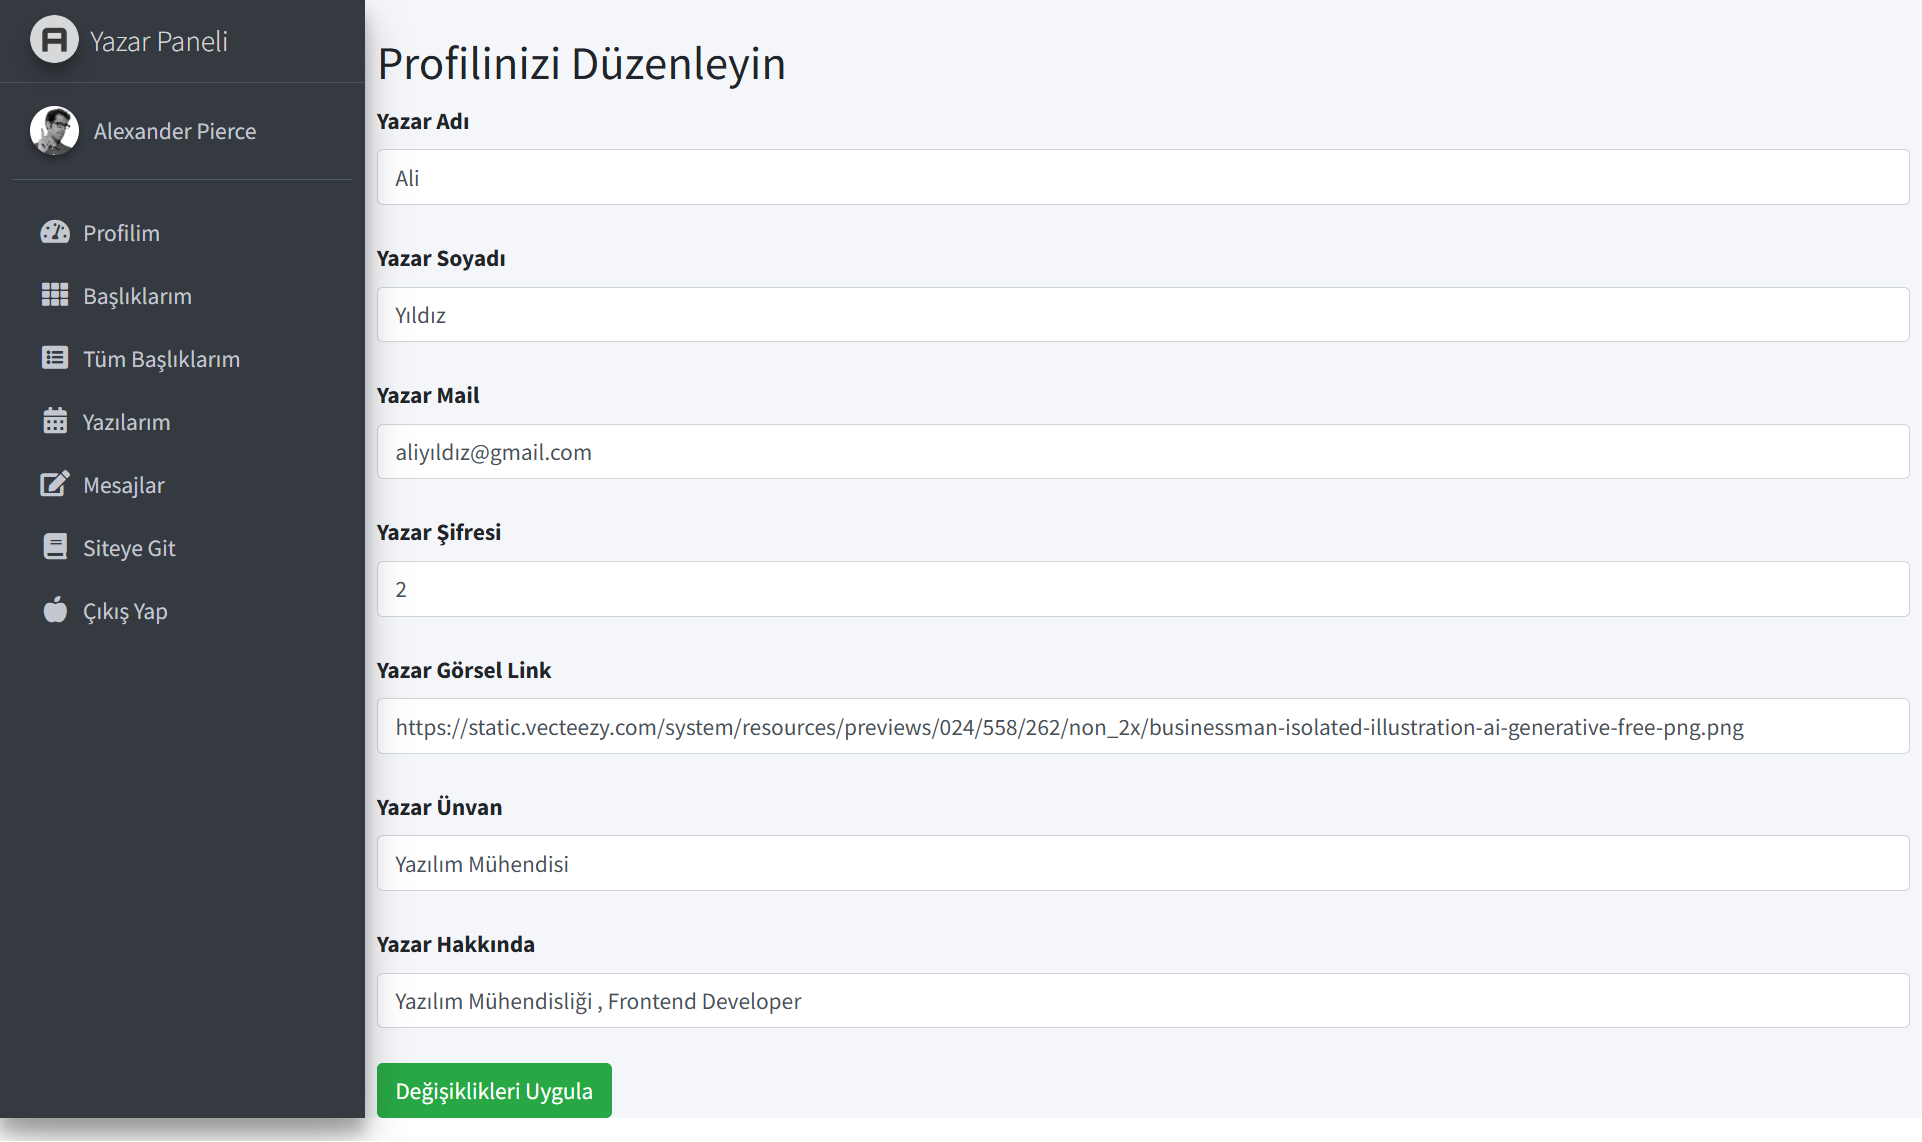 Yazar Paneli
Alexander Pierce
Profilim
Başlıklarım
Tüm Başlıklarım
Yazılarım
Mesajlar
Siteye Git
Çıkış Yap
Profilinizi Düzenleyin
Yazar Adı
Ali
Yazar Soyadı
Yıldız
Yazar Mail
aliyıldız@gmail.com
Yazar Şifresi
2
Yazar Görsel Link
https://static.vecteezy.com/system/resources/previews/024/558/262/non_2x/businessman-isolated-illustration-ai-generative-free-png.png
Yazar Ünvan
Yazılım Mühendisi
Yazar Hakkında
Yazılım Mühendisliği , Frontend Developer
Değişiklikleri Uygula